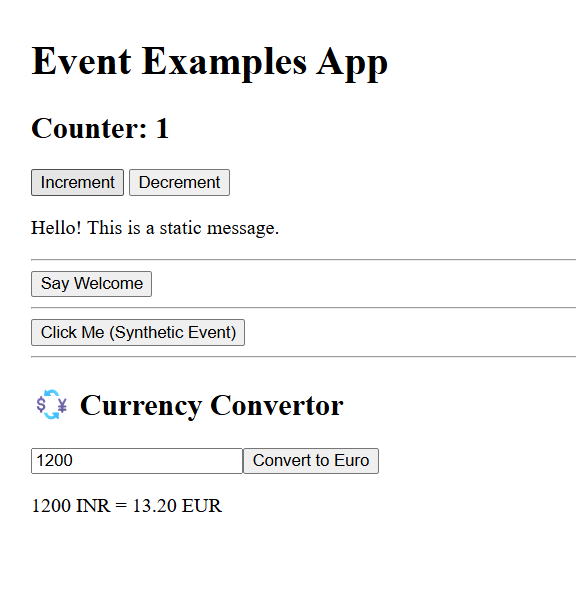 Event Examples App
Counter: 1
Increment Decrement
Hello! This is a static message.
Say Welcome
Click Me (Synthetic Event)
💱 Currency Convertor
1200 Convert to Euro
1200 INR = 13.20 EUR